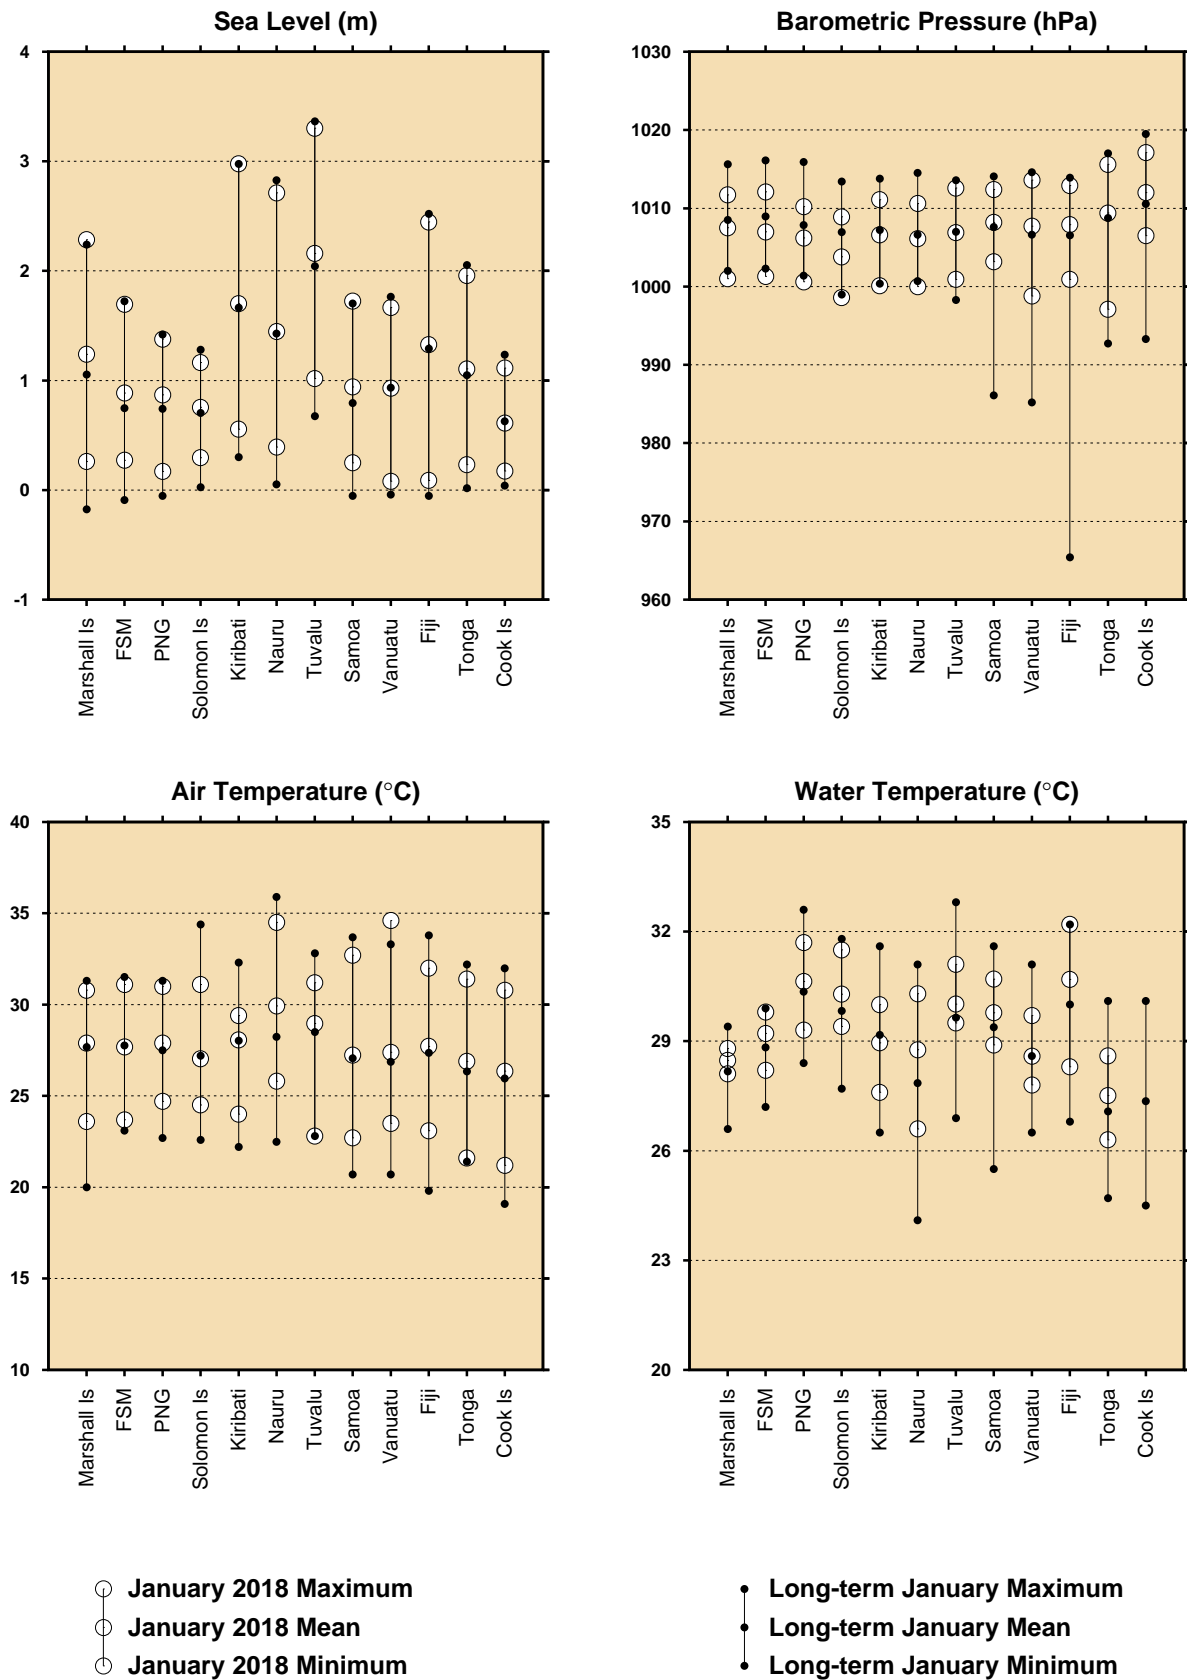 Sea Level (m)
4
3
2
1
0
-1
Marshall Is
FSM
PNG
Solomon Is
Kiribati
Nauru
Tuvalu
Samoa
Vanuatu
Fiji
Tonga
Cook Is
Barometric Pressure (hPa)
1030
1020
1010
1000
990
980
970
960
Marshall Is
FSM
PNG
Solomon Is
Kiribati
Nauru
Tuvalu
Samoa
Vanuatu
Fiji
Tonga
Cook Is
Air Temperature (°C)
40
35
30
25
20
15
10
Marshall Is
FSM
PNG
Solomon Is
Kiribati
Nauru
Tuvalu
Samoa
Vanuatu
Fiji
Tonga
Cook Is
Water Temperature (°C)
35
32
29
26
23
20
Marshall Is
FSM
PNG
Solomon Is
Kiribati
Nauru
Tuvalu
Samoa
Vanuatu
Fiji
Tonga
Cook Is
January 2018 Maximum
January 2018 Mean
January 2018 Minimum
Long-term January Maximum
Long-term January Mean
Long-term January Minimum